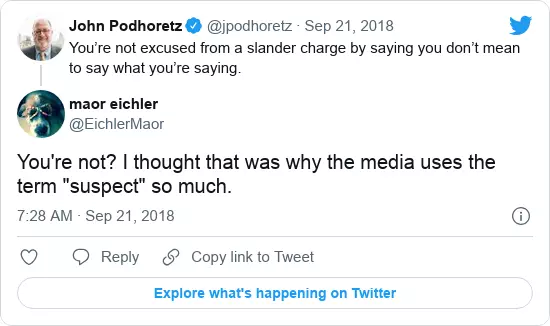 John Podhoretz @jpodhoretz · Sep 21, 2018
You’re not excused from a slander charge by saying you don’t mean
to say what you’re saying.
maor eichler
@EichlerMaor
You're not? I thought that was why the media uses the
term "suspect" so much.
7:28 AM · Sep 21, 2018
Reply Copy link to Tweet
Explore what's happening on Twitter